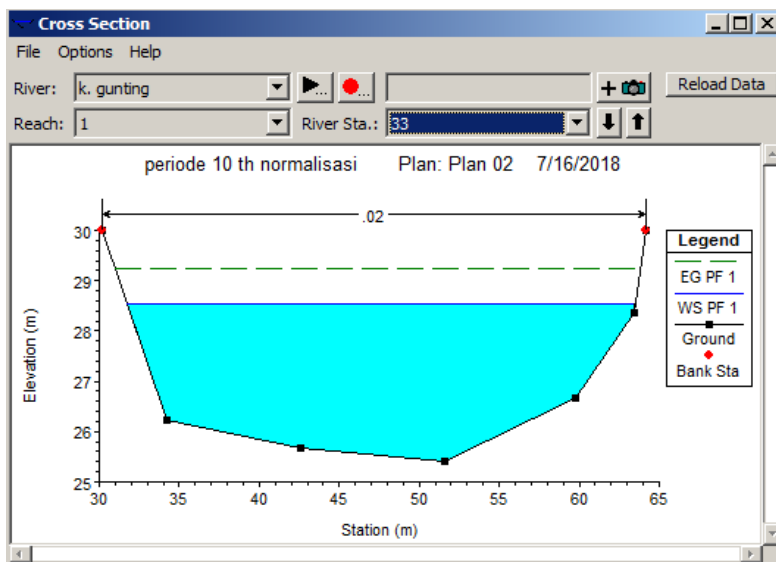 Cross Section
File Options Help
River: k. gunting ... ... + Reload Data
Reach: 1 River Sta.: 33
periode 10 th normalisasi Plan: Plan 02 7/16/2018
.02
30
29
28
27
26
25
30 35 40 45 50 55 60 65
Elevation (m)
Station (m)
Legend
EG PF 1
WS PF 1
Ground
Bank Sta